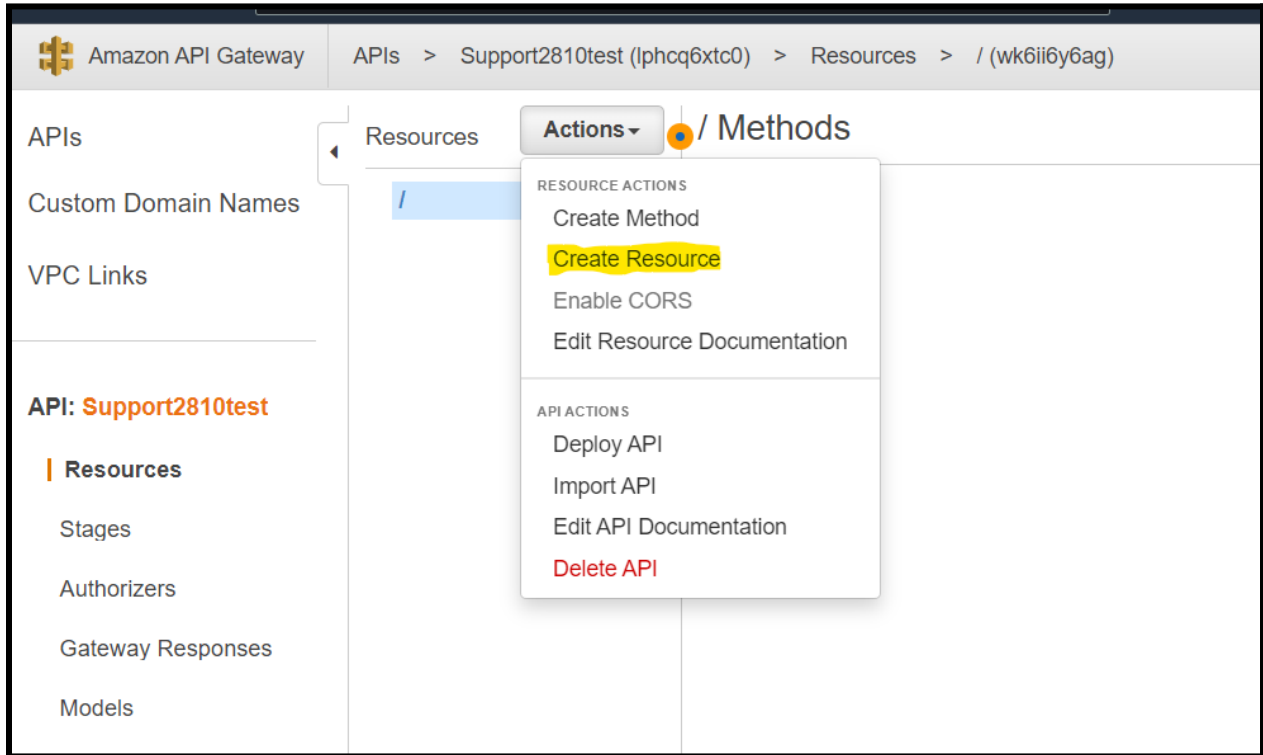 Amazon API Gateway
APIs > Support2810test (lphcq6xtc0) > Resources > / (wk6ii6y6ag)
APIs
Custom Domain Names
VPC Links
API: Support2810test
Resources
Stages
Authorizers
Gateway Responses
Models
Resources
Actions
/
/ Methods
RESOURCE ACTIONS
Create Method
Create Resource
Enable CORS
Edit Resource Documentation
API ACTIONS
Deploy API
Import API
Edit API Documentation
Delete API